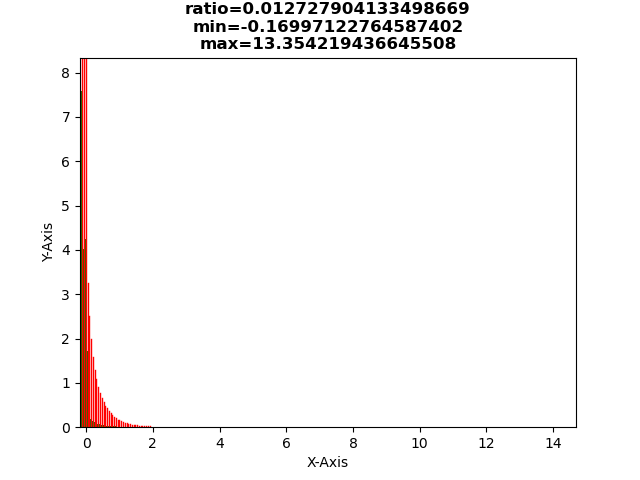 ratio=0.012727904133498669
min=-0.16997122764587402
max=13.354219436645508
8
7
6
5
4
3
2
1
0
Y-Axis
0 2 4 6 8 10 12 14
X-Axis